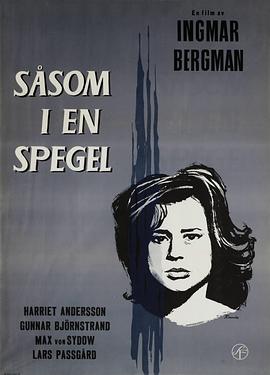 En film av
INGMAR
BERGMAN
SÅSOM
I EN
SPEGEL
HARRIET ANDERSSON
GUNNAR BJÖRNSTRAND
MAX VON SYDOW
LARS PASSGÅRD